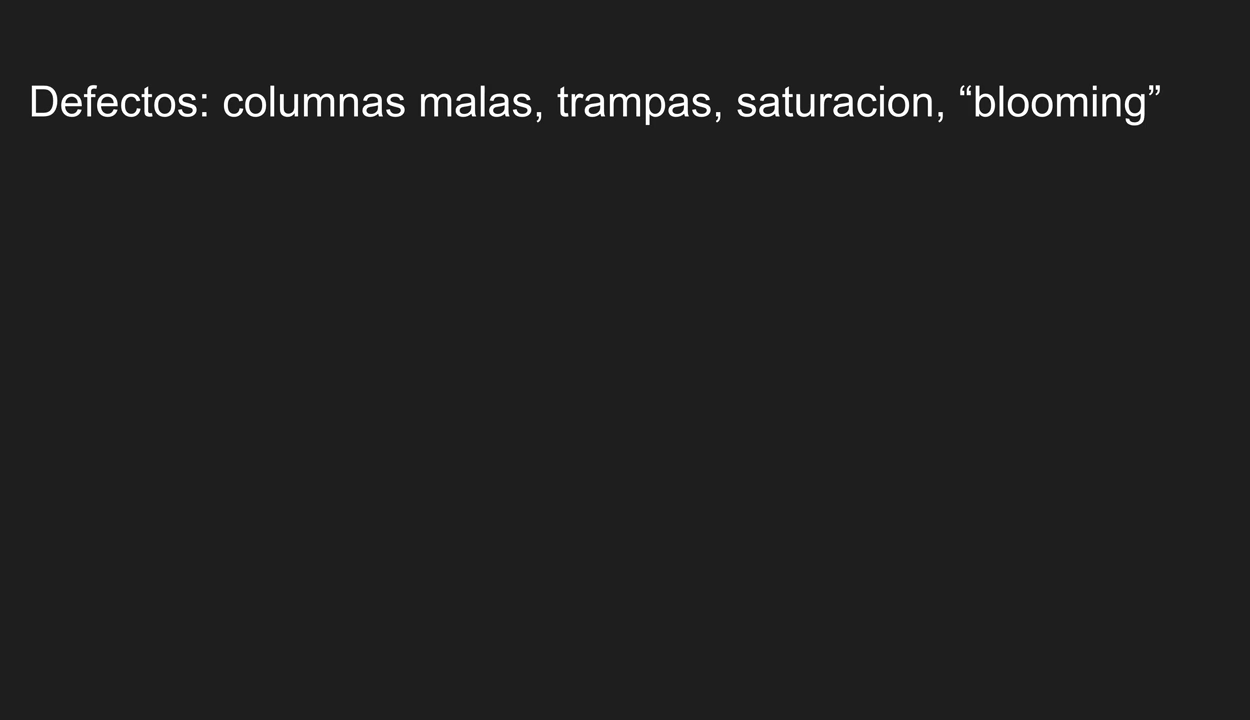 Defectos: columnas malas, trampas, saturacion, “blooming”